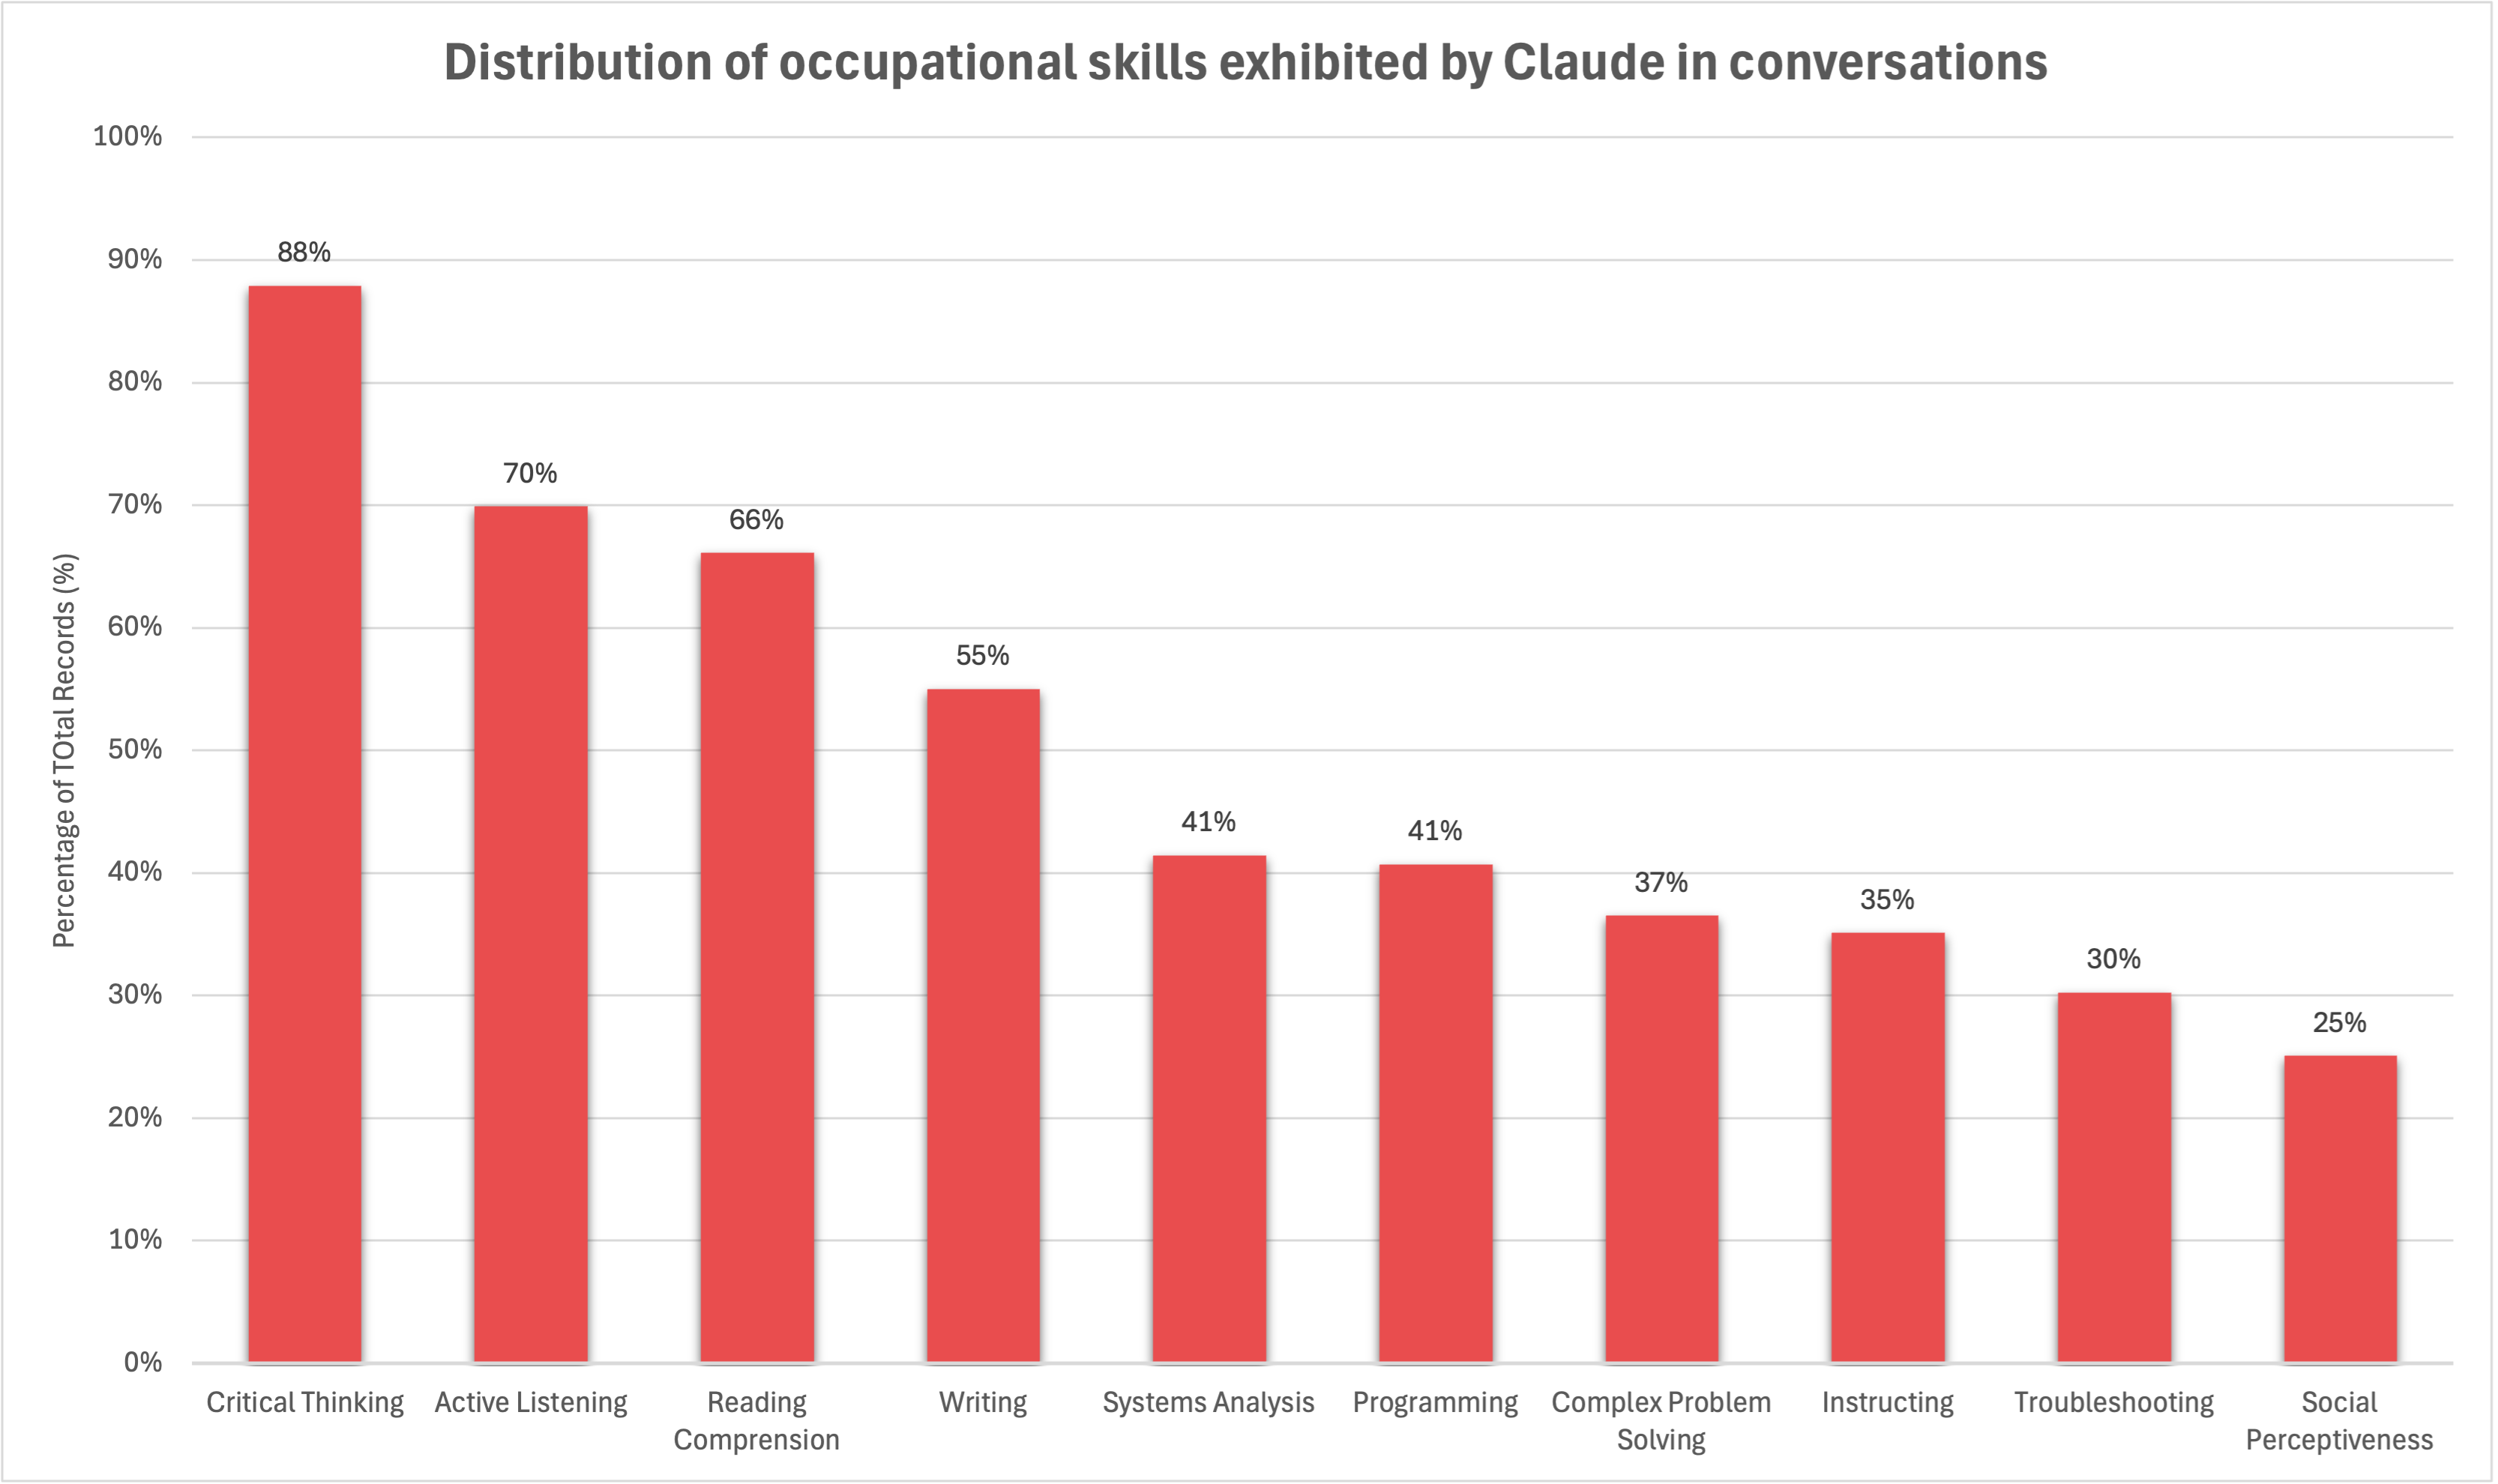 Distribution of occupational skills exhibited by Claude in conversations
Percentage of TOtal Records (%)
100%
90%
80%
70%
60%
50%
40%
30%
20%
10%
0%
88%
70%
66%
55%
41%
41%
37%
35%
30%
25%
Critical Thinking
Active Listening
Reading
Comprension
Writing
Systems Analysis
Programming
Complex Problem
Solving
Instructing
Troubleshooting
Social
Perceptiveness